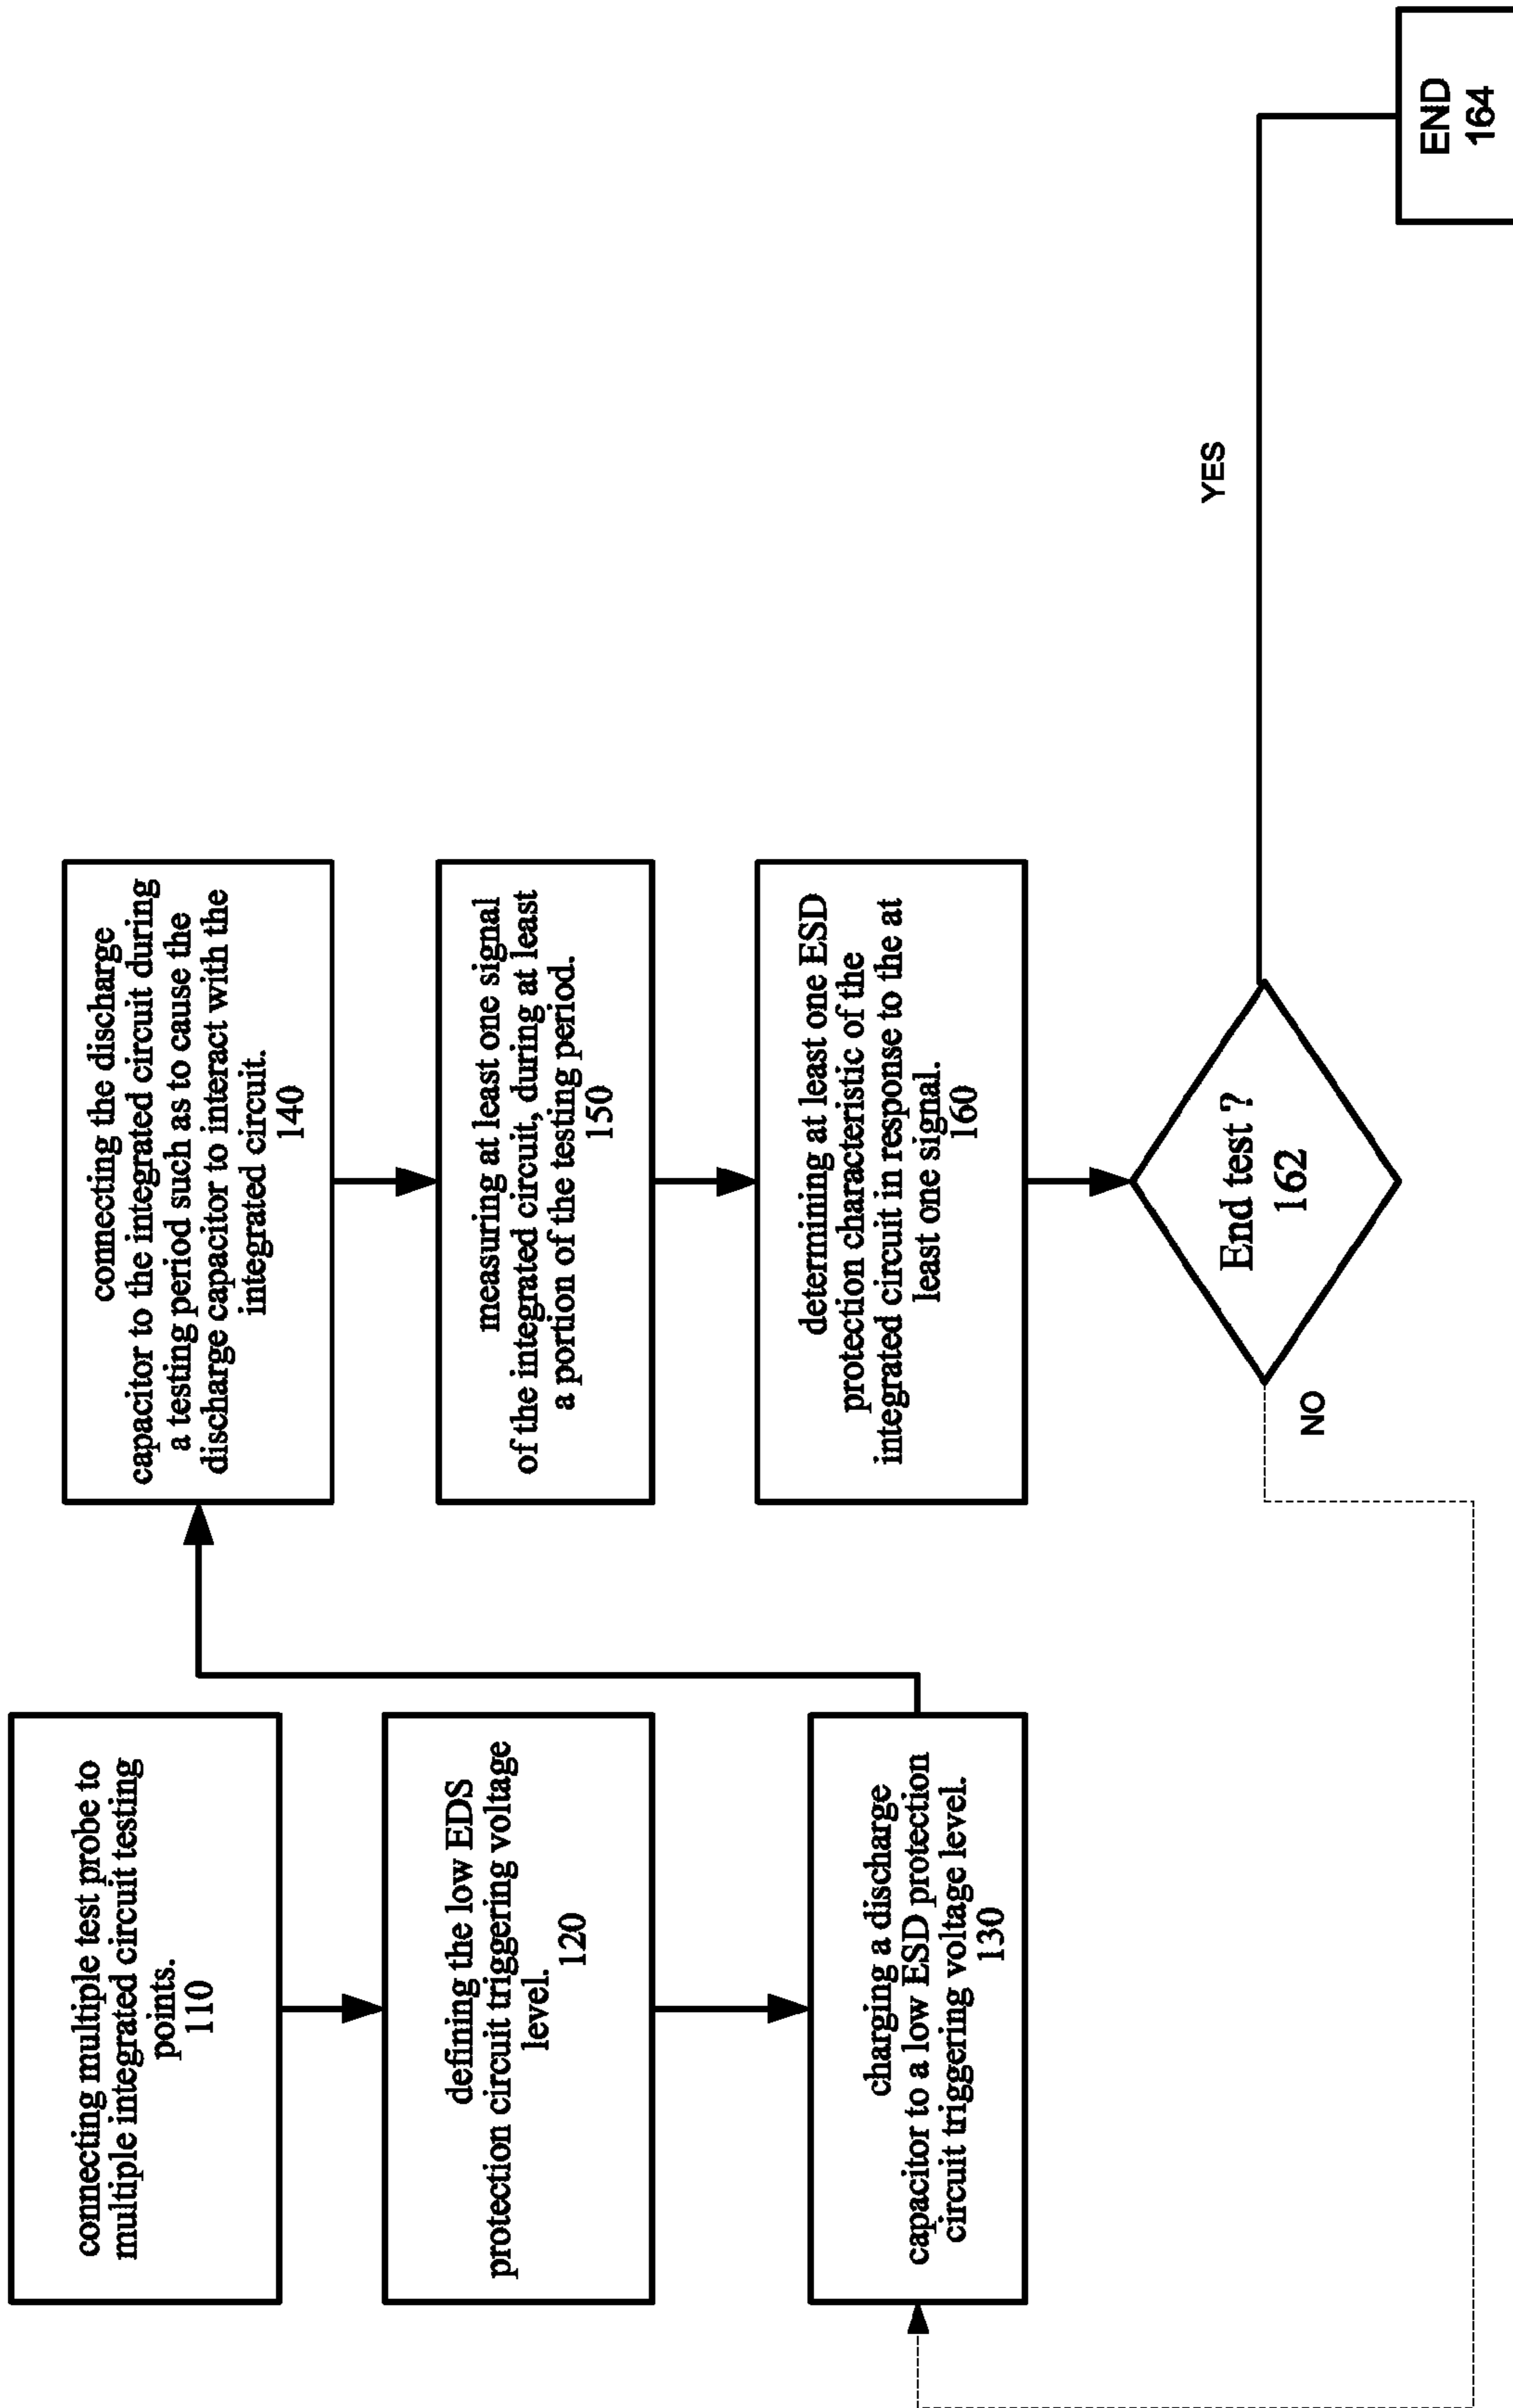 connecting multiple test probe to
multiple integrated circuit testing
points.
110
defining the low EDS
protection circuit triggering voltage
level.
120
charging a discharge
capacitor to a low ESD protection
circuit triggering voltage level.
130
connecting the discharge
capacitor to the integrated circuit during
a testing period such as to cause the
discharge capacitor to interact with the
integrated circuit.
140
measuring at least one signal
of the integrated circuit, during at least
a portion of the testing period.
150
determining at least one ESD
protection characteristic of the
integrated circuit in response to the at
least one signal.
160
End test ?
162
NO
YES
END
164